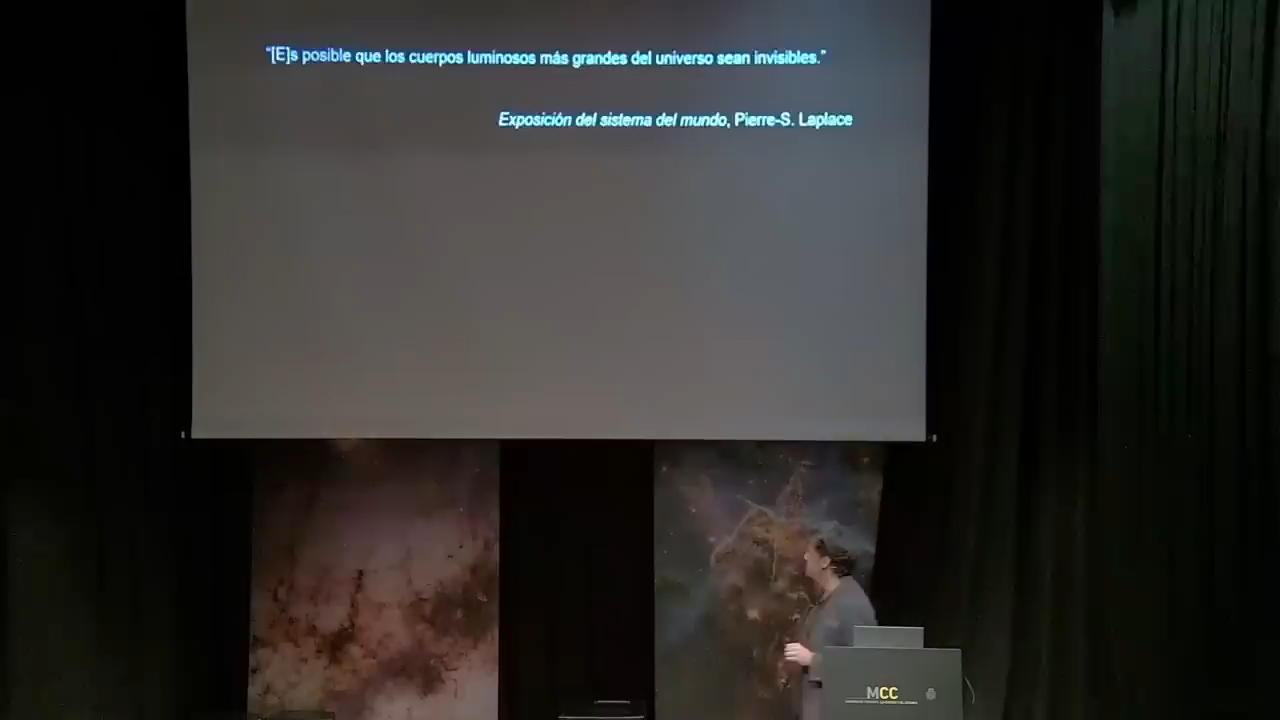 “[E]s posible que los cuerpos luminosos más grandes del universo sean invisibles.”
Exposición del sistema del mundo, Pierre-S. Laplace
MCC